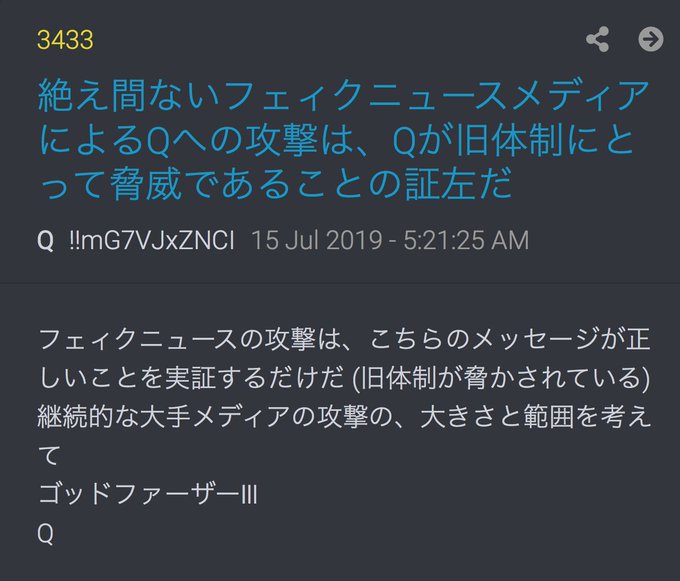 3433
絶え間ないフェィクニュースメディア
によるQへの攻撃は、Qが旧体制にと
って脅威であることの証左だ
Q !!mG7VJxZNCI 15 Jul 2019 - 5:21:25 AM
フェィクニュースの攻撃は、こちらのメッセージが正
しいことを実証するだけだ (旧体制が脅かされている)
継続的な大手メディアの攻撃の、大きさと範囲を考え
て
ゴッドファーザーIII
Q